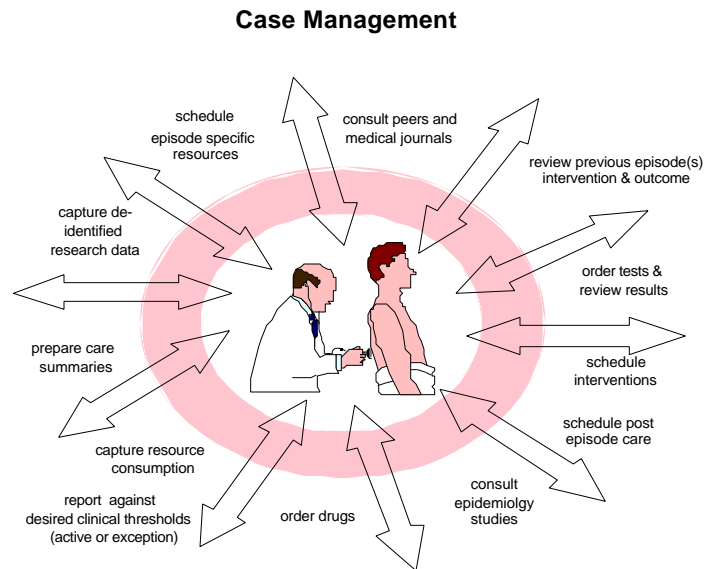 Case Management
schedule
episode specific
resources
consult peers and
medical journals
review previous episode(s)
intervention & outcome
capture de-
identified
research data
order tests &
review results
prepare care
summaries
schedule
interventions
schedule post
episode care
capture resource
consumption
consult
epidemiolgy
studies
report against
desired clinical thresholds
(active or exception)
order drugs